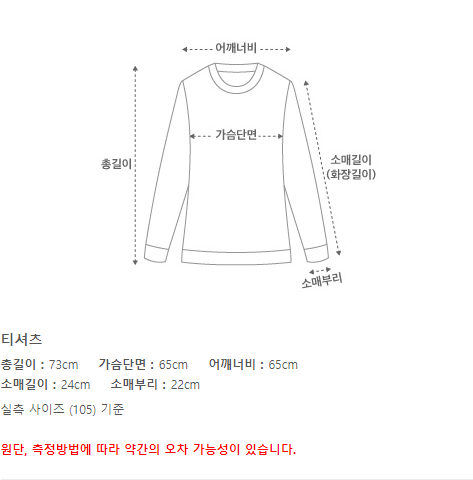 어깨너비
가슴단면
총길이
소매길이
(화장길이)
소매부리
티셔츠
총길이 : 73cm 가슴단면 : 65cm 어깨너비 : 65cm
소매길이 : 24cm 소매부리 : 22cm
실측 사이즈 (105) 기준
원단, 측정방법에 따라 약간의 오차 가능성이 있습니다.